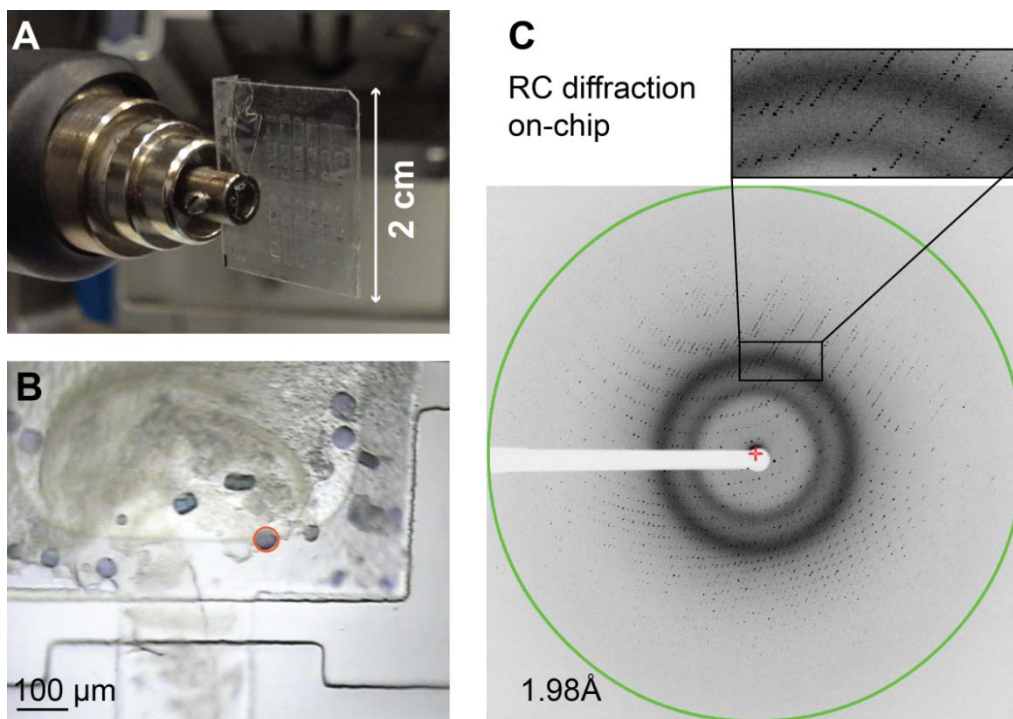 A
2 cm
B
100 μm
C
RC diffraction
on-chip
1.98Å